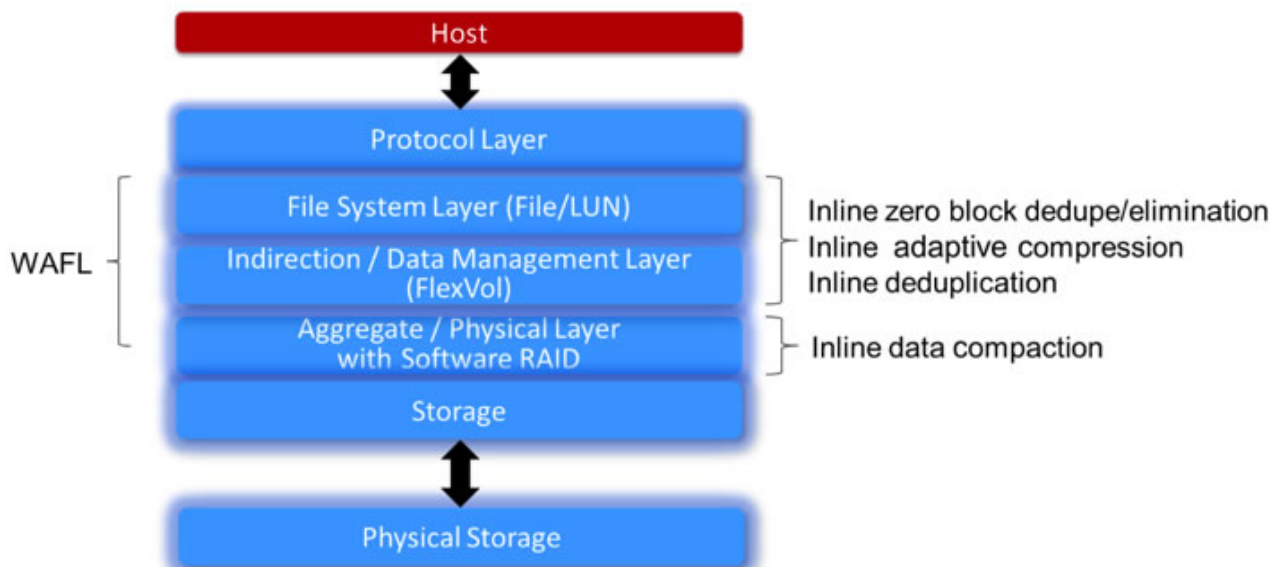 Host
Protocol Layer
File System Layer (File/LUN)
WAFL
Indirection / Data Management Layer
(FlexVol)
Inline zero block dedupe/elimination
Inline adaptive compression
Inline deduplication
Aggregate / Physical Layer
with Software RAID
Inline data compaction
Storage
Physical Storage